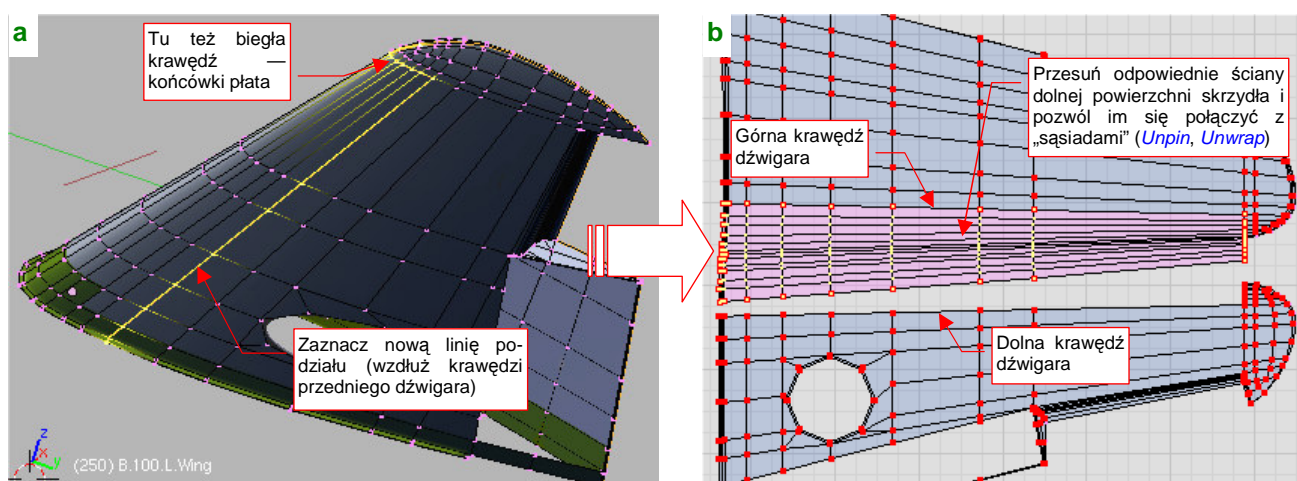 a
Tu też biegła
krawędź —
końcówki płata
Zaznacz nową linię po-
działu (wzdłuż krawędzi
przedniego dźwigara)
z
x
y
(250) B.100.L.Wing
b
Przesuń odpowiednie ściany
dolnej powierzchni skrzydła i
pozwól im się połączyć z
„sąsiadami” (Unpin, Unwrap)
Górna krawędź
dźwigara
Dolna krawędź
dźwigara